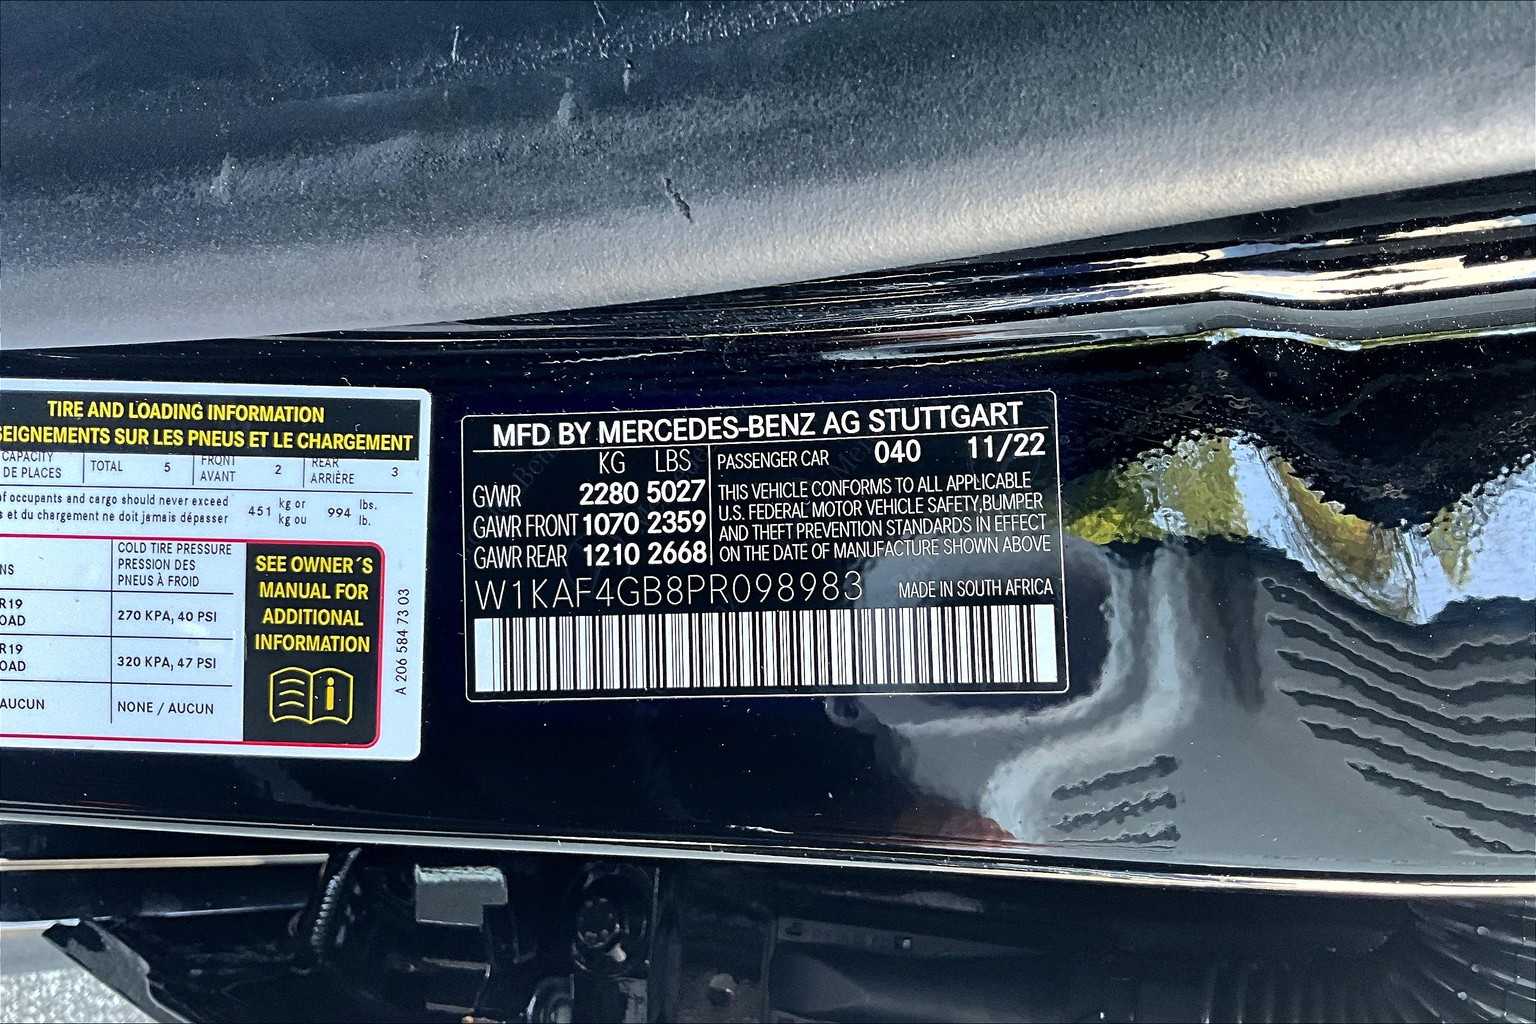 TIRE AND LOADING INFORMATION
SEIGNEMENTS SUR LES PNEUS ET LE CHARGEMENT
CAPACITY
DE PLACES
TOTAL 5
FRONT
AVANT 2
REAR
ARRIÈRE 3
of occupants and cargo should never exceed
s et du chargement ne doit jamais dépasser
451 kg or 994 lbs.
kg ou lb.
COLD TIRE PRESSURE
PRESSION DES
PNEUS À FROID
NS
R19
OAD
270 KPA, 40 PSI
R19
OAD
320 KPA, 47 PSI
AUCUN
NONE / AUCUN
SEE OWNER´S
MANUAL FOR
ADDITIONAL
INFORMATION
A 206 584 73 03
MFD BY MERCEDES-BENZ AG STUTTGART
KG LBS
GVWR 2280 5027
GAWR FRONT 1070 2359
GAWR REAR 1210 2668
PASSENGER CAR 040 11/22
THIS VEHICLE CONFORMS TO ALL APPLICABLE
U.S. FEDERAL MOTOR VEHICLE SAFETY,BUMPER
AND THEFT PREVENTION STANDARDS IN EFFECT
ON THE DATE OF MANUFACTURE SHOWN ABOVE
W1KAF4GB8PR098983
MADE IN SOUTH AFRICA